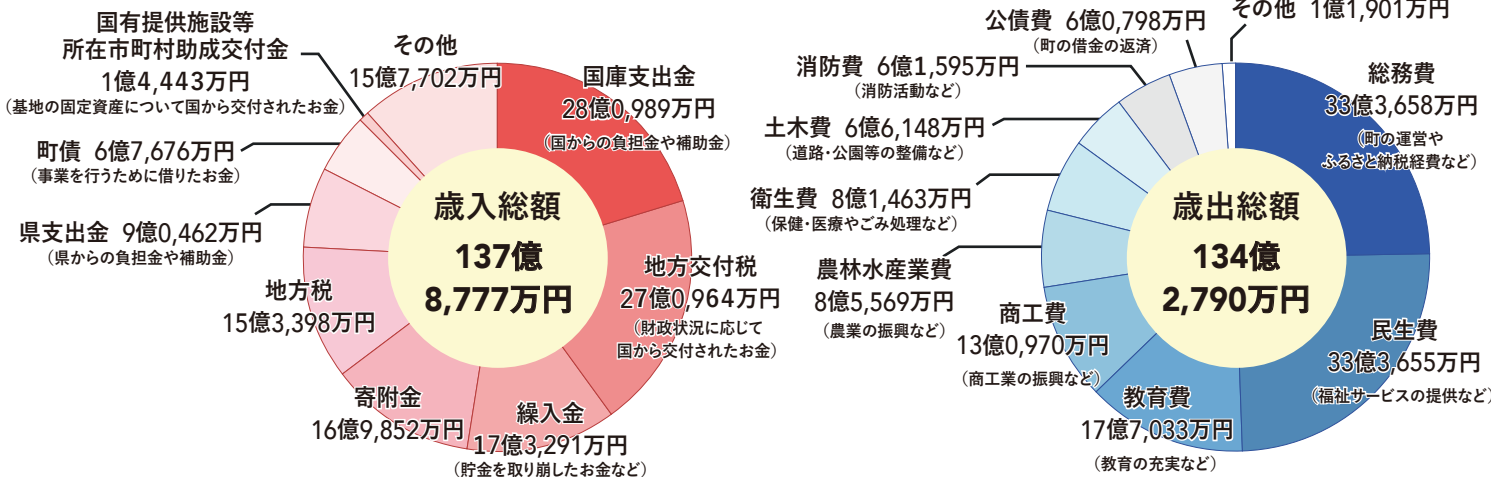 国有提供施設等
所在市町村助成交付金
1億4,443万円
(基地の固定資産について国から交付されたお金)
その他
15億7,702万円
国庫支出金
28億0,989万円
(国からの負担金や補助金)
町債 6億7,676万円
(事業を行うために借りたお金)
県支出金 9億0,462万円
(県からの負担金や補助金)
地方税
15億3,398万円
寄附金
16億9,852万円
繰入金
17億3,291万円
(貯金を取り崩したお金など)
地方交付税
27億0,964万円
(財政状況に応じて
国から交付されたお金)
歳入総額
137億
8,777万円
公債費 6億0,798万円
(町の借金の返済)
その他 1億1,901万円
消防費 6億1,595万円
(消防活動など)
土木費 6億6,148万円
(道路・公園等の整備など)
衛生費 8億1,463万円
(保健・医療やごみ処理など)
農林水産業費
8億5,569万円
(農業の振興など)
商工費
13億0,970万円
(商工業の振興など)
教育費
17億7,033万円
(教育の充実など)
総務費
33億3,658万円
(町の運営や
ふるさと納税経費など)
民生費
33億3,655万円
(福祉サービスの提供など)
歳出総額
134億
2,790万円